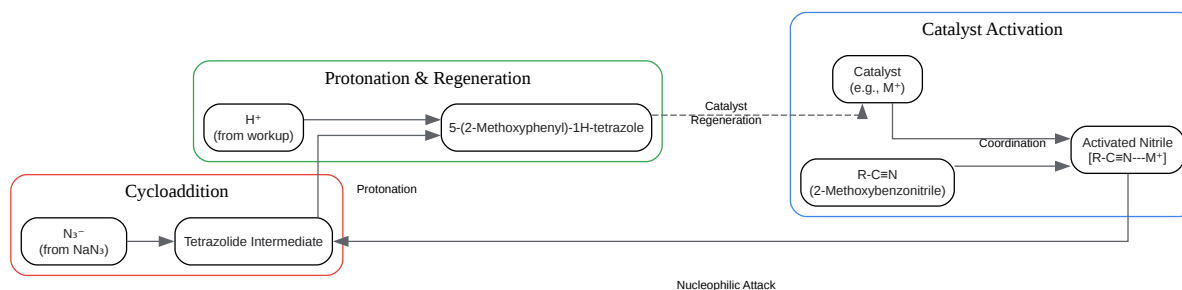 Catalyst Activation
Catalyst
(e.g., M⁺)
Protonation & Regeneration
H⁺
(from workup)
5-(2-Methoxyphenyl)-1H-tetrazole
Catalyst
Regeneration
Coordination
Activated Nitrile
[R-C≡N---M⁺]
R-C≡N
(2-Methoxybenzonitrile)
Cycloaddition
Protonation
N₃⁻
(from NaN₃)
Tetrazolide Intermediate
Nucleophilic Attack